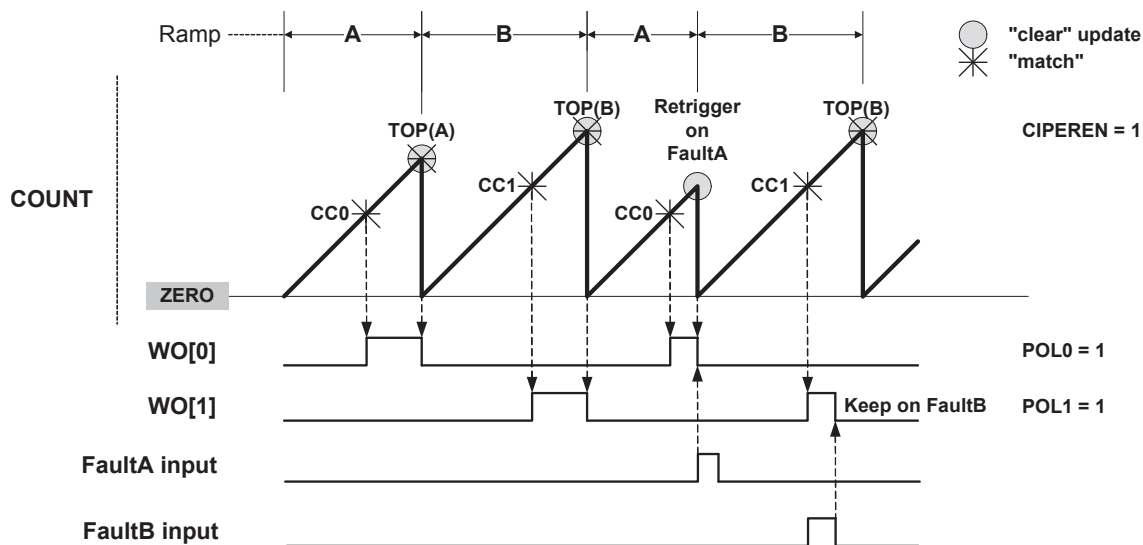 Ramp
A
B
A
B
"clear" update
"match"
TOP(A)
TOP(B)
Retrigger
on
FaultA
TOP(B)
CIPEREN = 1
COUNT
CC0
CC1
CC0
CC1
ZERO
WO[0]
POL0 = 1
WO[1]
Keep on FaultB
POL1 = 1
FaultA input
FaultB input